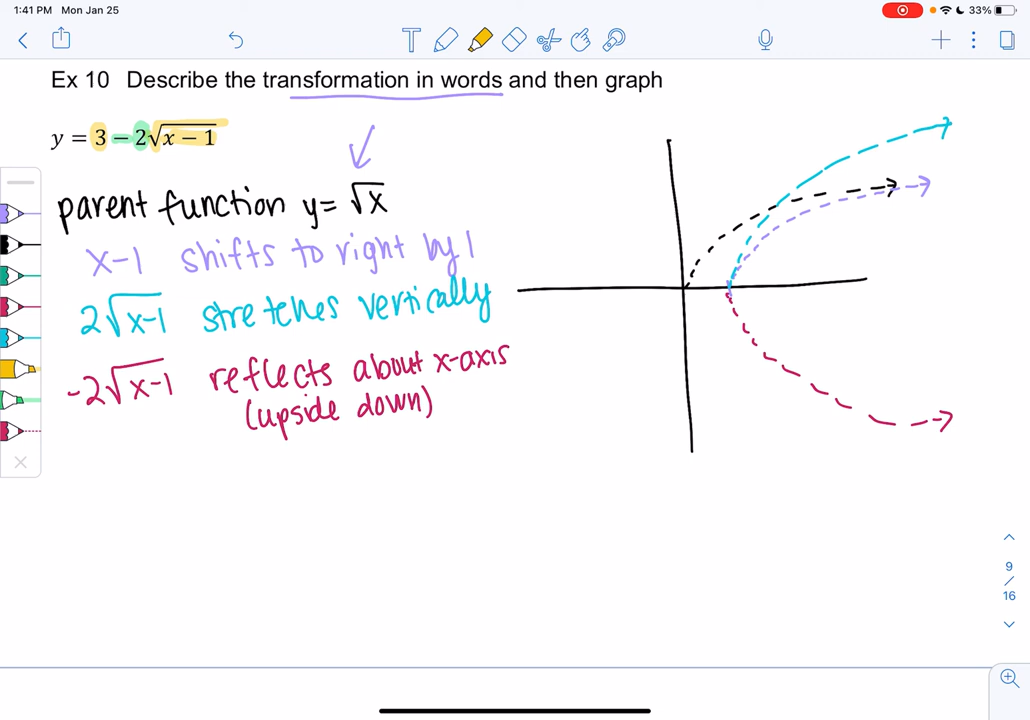 1:41 PM Mon Jan 25
33%
T
Ex 10 Describe the transformation in words and then graph
y = 3 − 2√x − 1
parent function y = √x
x-1 shifts to right by 1
2√x-1 stretches vertically
-2√x-1 reflects about x-axis
(upside down)
9
/
16